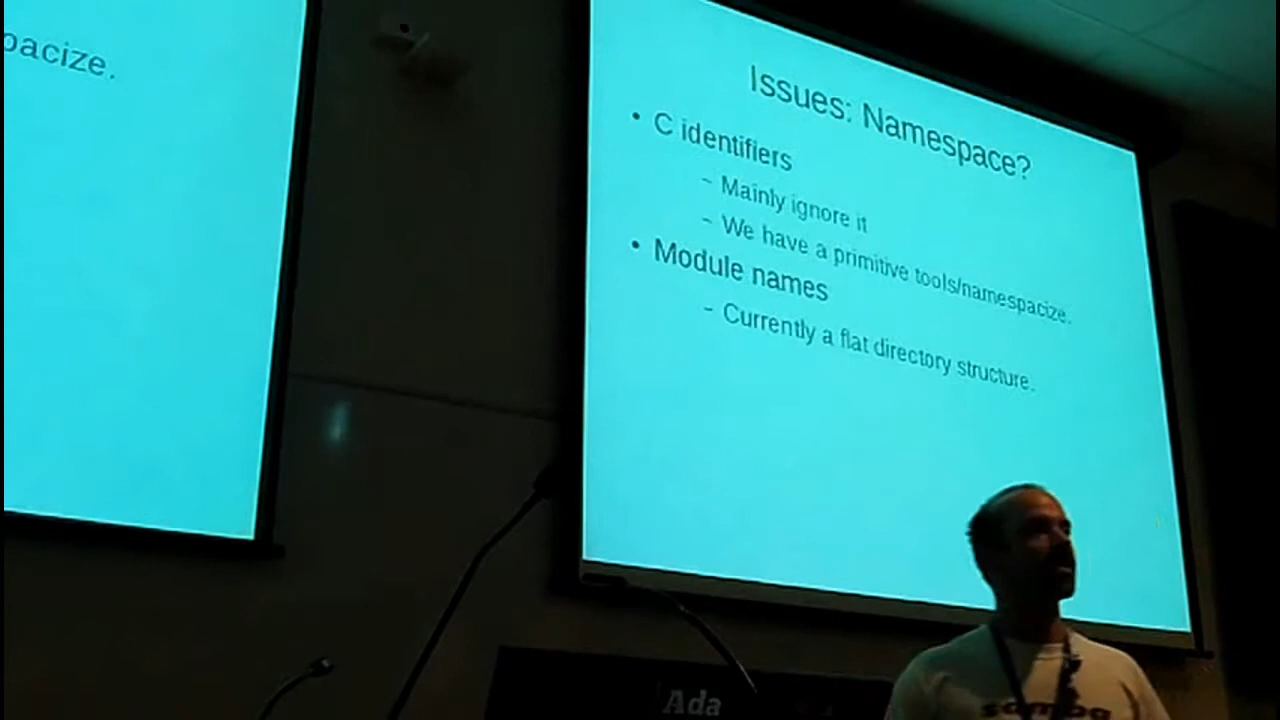 pacize.
Issues: Namespace?
• C identifiers
– Mainly ignore it
– We have a primitive tools/namespacize.
• Module names
– Currently a flat directory structure.
Ada
samba